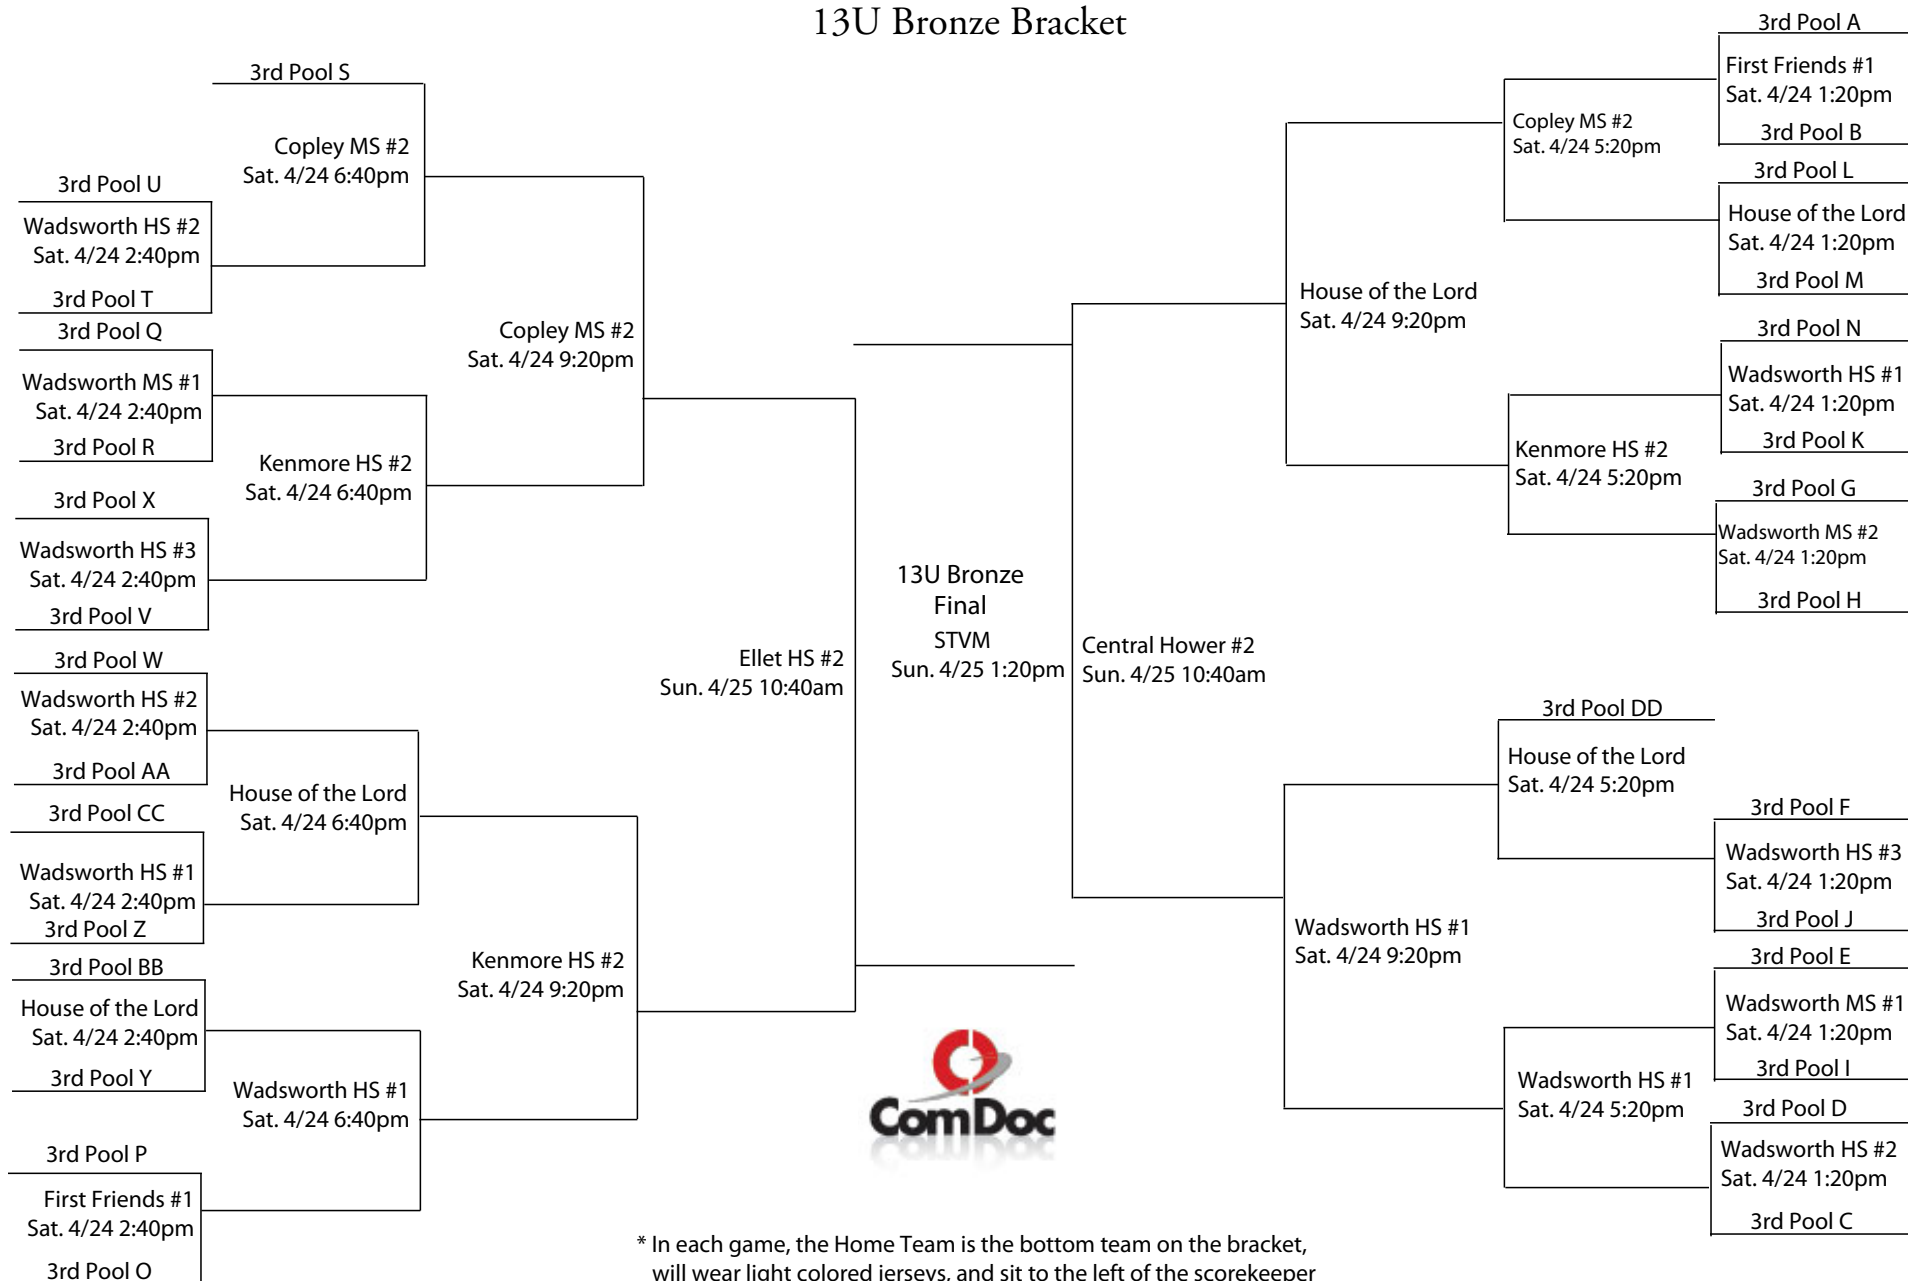 13U Bronze Bracket
3rd Pool S
Copley MS #2
Sat. 4/24 6:40pm
3rd Pool U
Wadsworth HS #2
Sat. 4/24 2:40pm
3rd Pool T
3rd Pool Q
Wadsworth MS #1
Sat. 4/24 2:40pm
3rd Pool R
Kenmore HS #2
Sat. 4/24 6:40pm
3rd Pool X
Wadsworth HS #3
Sat. 4/24 2:40pm
3rd Pool V
Copley MS #2
Sat. 4/24 9:20pm
3rd Pool W
Wadsworth HS #2
Sat. 4/24 2:40pm
3rd Pool AA
House of the Lord
Sat. 4/24 6:40pm
3rd Pool CC
Wadsworth HS #1
Sat. 4/24 2:40pm
3rd Pool Z
3rd Pool BB
House of the Lord
Sat. 4/24 2:40pm
3rd Pool Y
Wadsworth HS #1
Sat. 4/24 6:40pm
3rd Pool P
First Friends #1
Sat. 4/24 2:40pm
3rd Pool O
Kenmore HS #2
Sat. 4/24 9:20pm
Ellet HS #2
Sun. 4/25 10:40am
13U Bronze
Final
STVM
Sun. 4/25 1:20pm
Central Hower #2
Sun. 4/25 10:40am
House of the Lord
Sat. 4/24 9:20pm
Copley MS #2
Sat. 4/24 5:20pm
3rd Pool A
First Friends #1
Sat. 4/24 1:20pm
3rd Pool B
3rd Pool L
House of the Lord
Sat. 4/24 1:20pm
3rd Pool M
3rd Pool N
Wadsworth HS #1
Sat. 4/24 1:20pm
3rd Pool K
Kenmore HS #2
Sat. 4/24 5:20pm
3rd Pool G
Wadsworth MS #2
Sat. 4/24 1:20pm
3rd Pool H
3rd Pool DD
House of the Lord
Sat. 4/24 5:20pm
3rd Pool F
Wadsworth HS #3
Sat. 4/24 1:20pm
3rd Pool J
Wadsworth HS #1
Sat. 4/24 9:20pm
3rd Pool E
Wadsworth MS #1
Sat. 4/24 1:20pm
3rd Pool I
Wadsworth HS #1
Sat. 4/24 5:20pm
3rd Pool D
Wadsworth HS #2
Sat. 4/24 1:20pm
3rd Pool C
ComDoc
* In each game, the Home Team is the bottom team on the bracket,
will wear light colored jerseys, and sit to the left of the scorekeeper